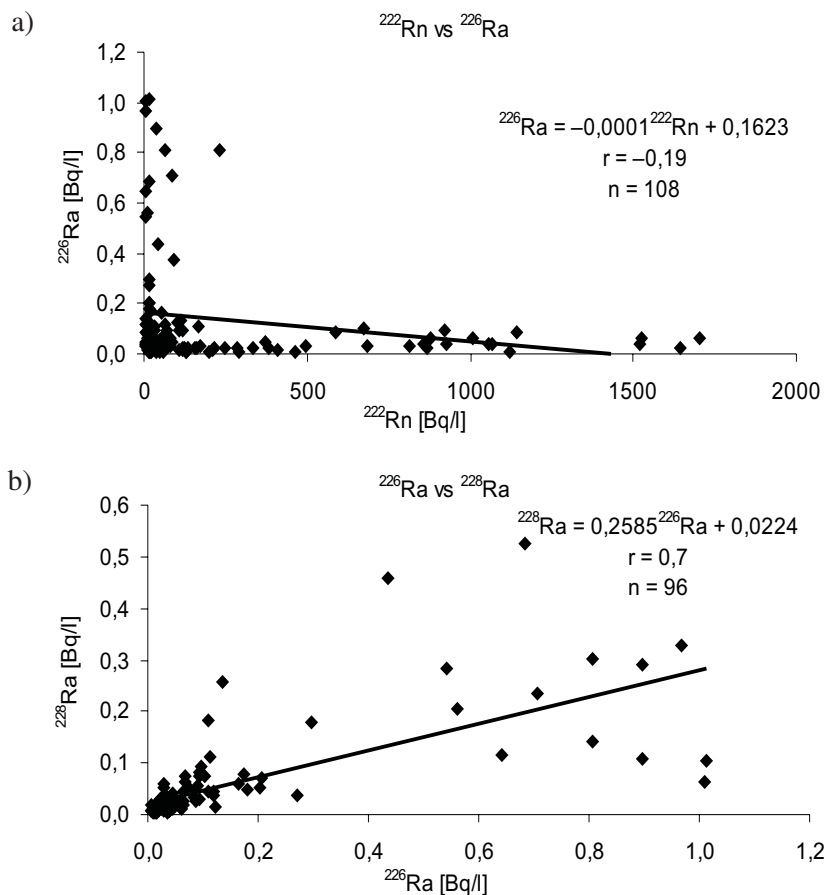 a)
²²²Rn vs ²²⁶Ra
1,2
1,0
0,8
0,6
0,4
0,2
0,0
²²⁶Ra [Bq/l]
²²⁶Ra = –0,0001²²²Rn + 0,1623
r = –0,19
n = 108
0 500 1000 1500 2000
²²²Rn [Bq/l]
b)
²²⁶Ra vs ²²⁸Ra
0,6
0,5
0,4
0,3
0,2
0,1
0,0
²²⁸Ra [Bq/l]
²²⁸Ra = 0,2585²²⁶Ra + 0,0224
r = 0,7
n = 96
0,0 0,2 0,4 0,6 0,8 1,0 1,2
²²⁶Ra [Bq/l]